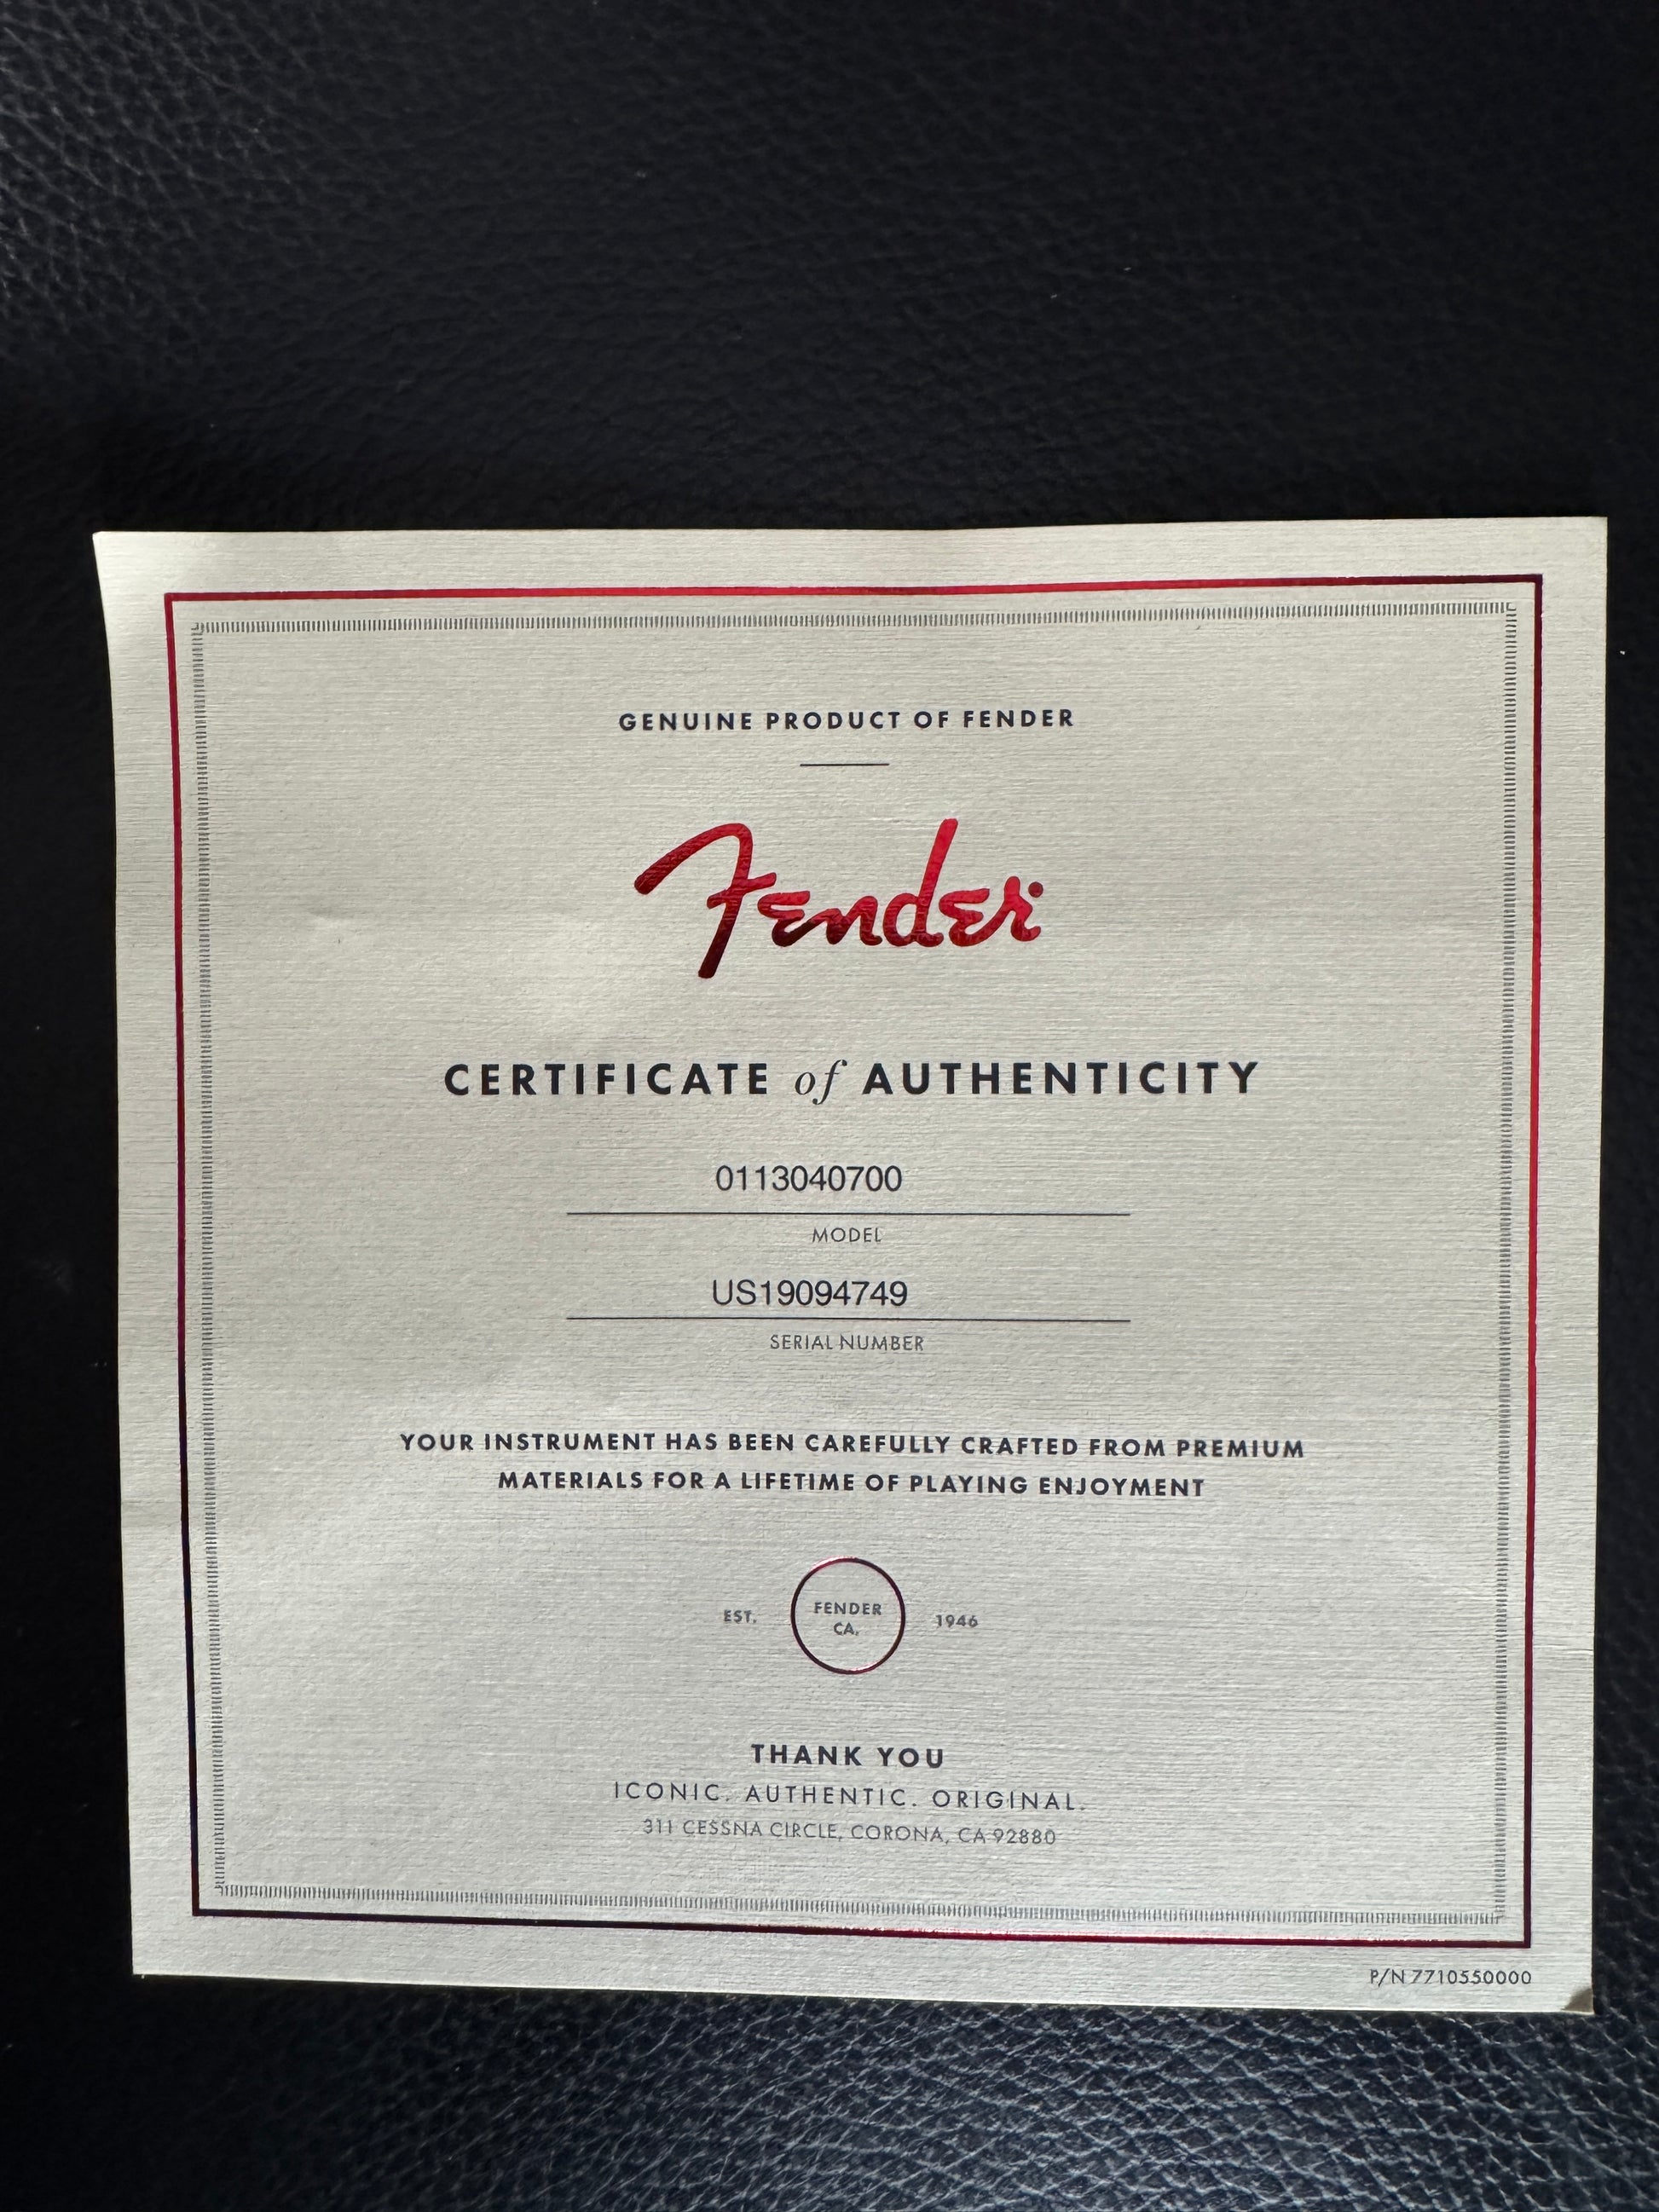 GENUINE PRODUCT OF FENDER
Fender
CERTIFICATE of AUTHENTICITY
0113040700
MODEL
US19094749
SERIAL NUMBER
YOUR INSTRUMENT HAS BEEN CAREFULLY CRAFTED FROM PREMIUM
MATERIALS FOR A LIFETIME OF PLAYING ENJOYMENT
EST. FENDER 1946
CA.
THANK YOU
ICONIC. AUTHENTIC. ORIGINAL.
311 CESSNA CIRCLE, CORONA, CA 92880
P/N 7710550000